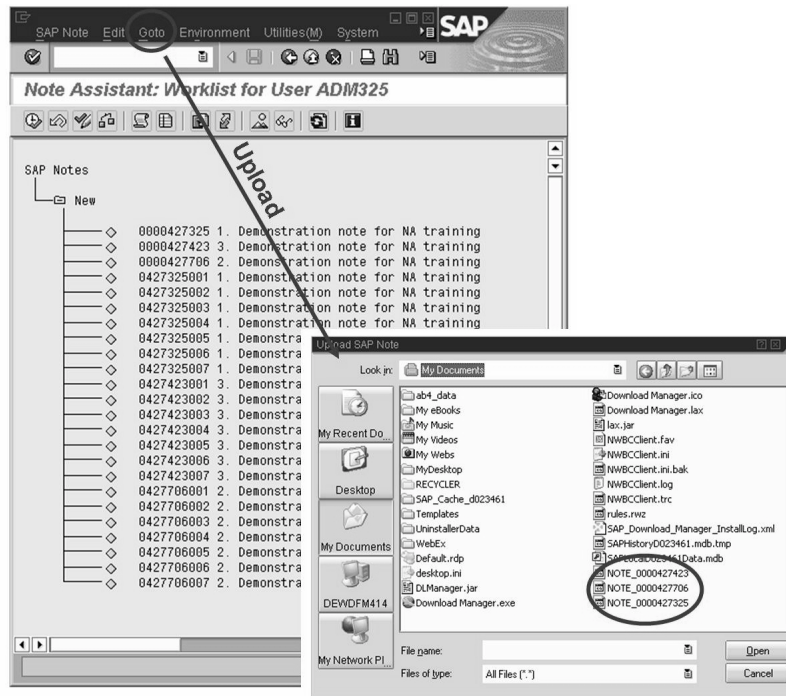 SAP Note Edit Goto Environment Utilities(M) System
SAP
Note Assistant: Worklist for User ADM325
Upload
SAP Notes
New
0000427325 1. Demonstration note for NA training
0000427423 3. Demonstration note for NA training
0000427706 2. Demonstration note for NA training
0427325001 1. Demonstration note for NA training
0427325002 1. Demonstration note for NA training
0427325003 1. Demonstration note for NA training
0427325004 1. Demonstration note for NA training
0427325005 1. Demonstra
0427325006 1. Demonstra
0427325007 1. Demonstra
0427423001 3. Demonstra
0427423002 3. Demonstra
0427423003 3. Demonstra
0427423004 3. Demonstra
0427423005 3. Demonstra
0427423006 3. Demonstra
0427423007 3. Demonstra
0427706001 2. Demonstra
0427706002 2. Demonstra
0427706003 2. Demonstra
0427706004 2. Demonstra
0427706005 2. Demonstra
0427706006 2. Demonstra
0427706007 2. Demonstra
Upload SAP Note
Look in: My Documents
My Recent Do...
Desktop
My Documents
DEWDFM414
My Network Pl...
ab4_data
My eBooks
My Music
My Videos
My Webs
MyDesktop
RECYCLER
SAP_Cache_d023461
Templates
UninstallerData
WebEx
Default.rdp
desktop.ini
DLManager.jar
Download Manager.exe
Download Manager.ico
Download Manager.lax
lax.jar
NWBCClient.fav
NWBCClient.ini
NWBCClient.ini.bak
NWBCClient.log
NWBCClient.trc
rules.rwz
SAP_Download_Manager_InstallLog.xml
SAPHistoryD023461.mdb.tmp
SAPLocalD023461Data.mdb
NOTE_0000427423
NOTE_0000427706
NOTE_0000427325
File name:
Open
Files of type: All Files (*.*)
Cancel